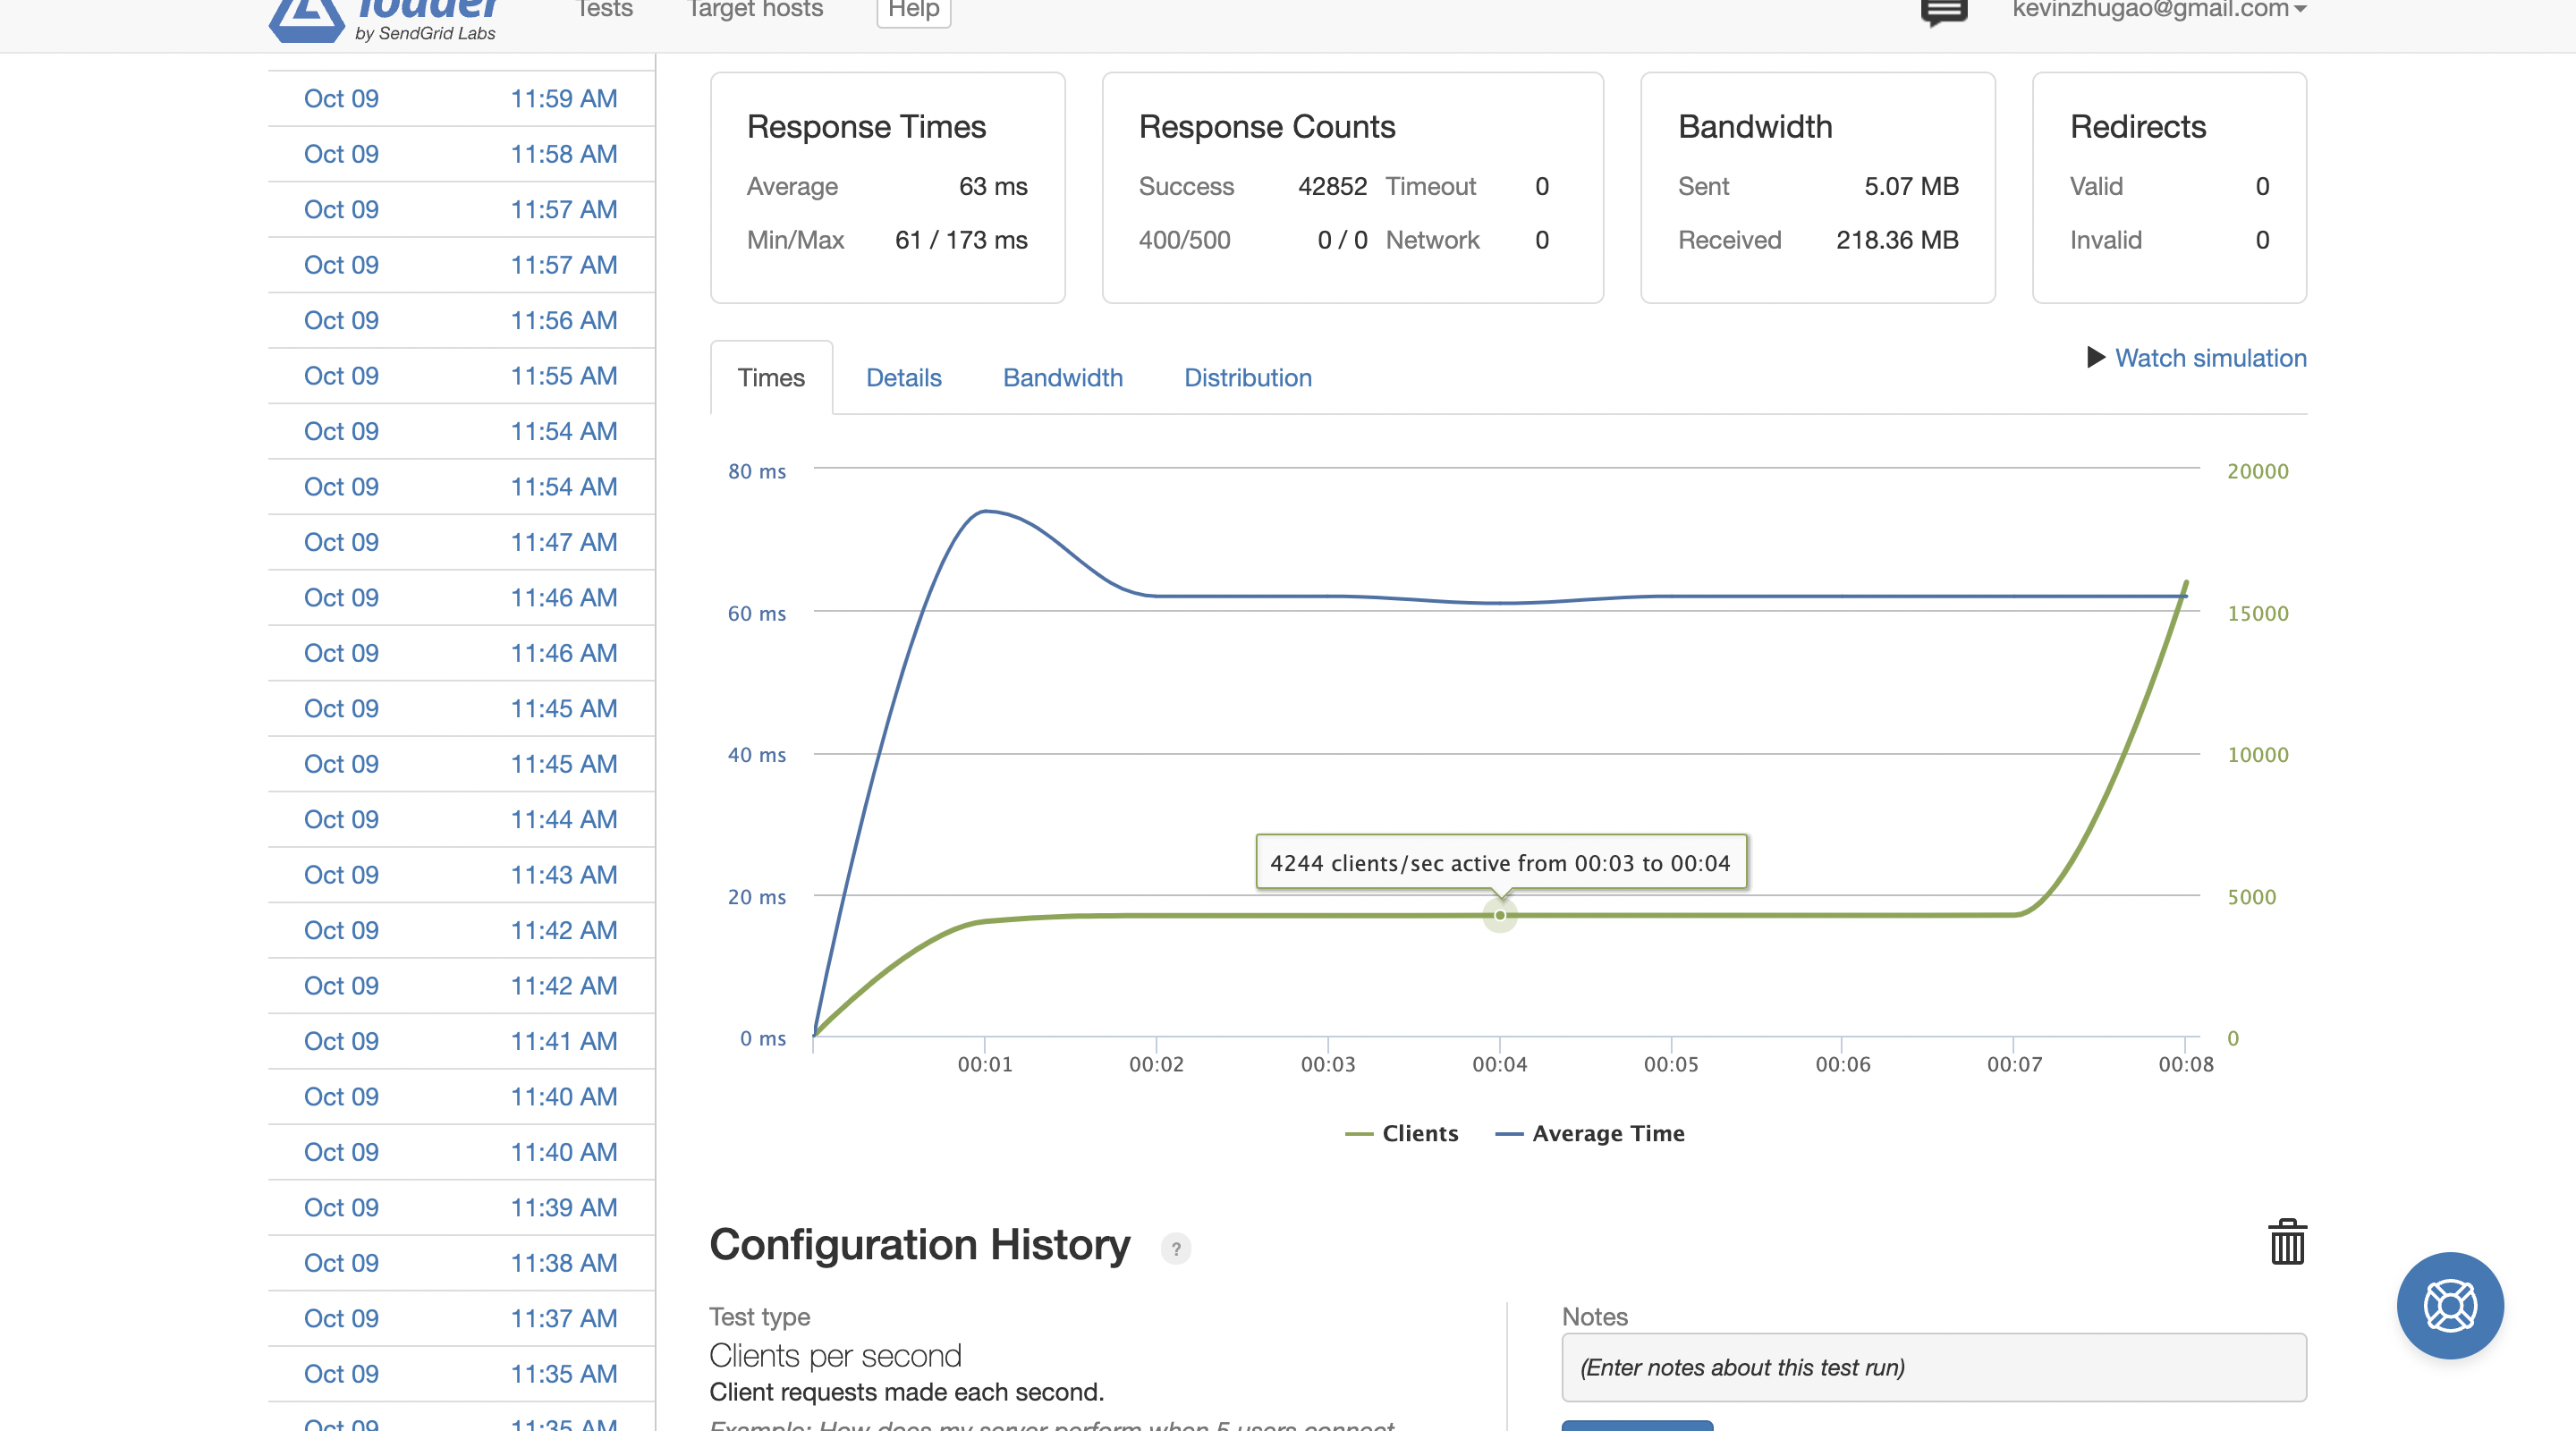 loader
by SendGrid Labs
Tests
Target hosts
Help
kevinzhugao@gmail.com
Oct 09 11:59 AM
Oct 09 11:58 AM
Oct 09 11:57 AM
Oct 09 11:57 AM
Oct 09 11:56 AM
Oct 09 11:55 AM
Oct 09 11:54 AM
Oct 09 11:54 AM
Oct 09 11:47 AM
Oct 09 11:46 AM
Oct 09 11:46 AM
Oct 09 11:45 AM
Oct 09 11:45 AM
Oct 09 11:44 AM
Oct 09 11:43 AM
Oct 09 11:42 AM
Oct 09 11:42 AM
Oct 09 11:41 AM
Oct 09 11:40 AM
Oct 09 11:40 AM
Oct 09 11:39 AM
Oct 09 11:38 AM
Oct 09 11:37 AM
Oct 09 11:35 AM
Oct 09 11:35 AM
Response Times
Average 63 ms
Min/Max 61 / 173 ms
Response Counts
Success 42852 Timeout 0
400/500 0 / 0 Network 0
Bandwidth
Sent 5.07 MB
Received 218.36 MB
Redirects
Valid 0
Invalid 0
Times Details Bandwidth Distribution
Watch simulation
80 ms
60 ms
40 ms
20 ms
0 ms
20000
15000
10000
5000
0
4244 clients/sec active from 00:03 to 00:04
00:01 00:02 00:03 00:04 00:05 00:06 00:07 00:08
Clients Average Time
Configuration History ?
Test type
Clients per second
Client requests made each second.
Example: How does my server perform when 5 users connect
Notes
(Enter notes about this test run)